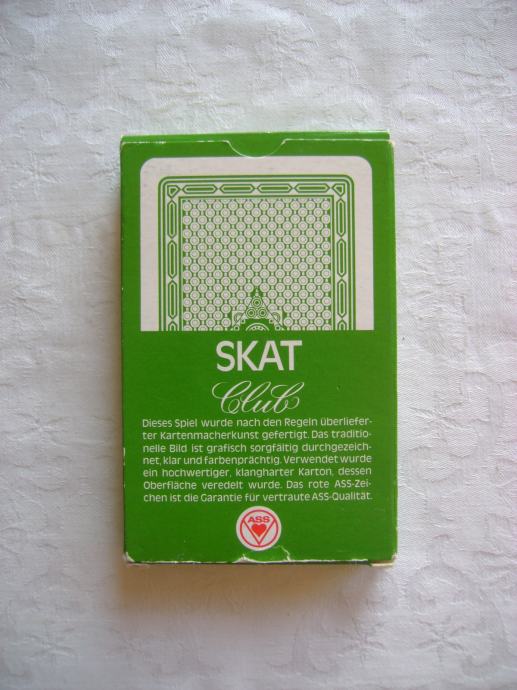 SKAT
Club
Dieses Spiel wurde nach den Regeln überliefer-
ter Kartenmacherkunst gefertigt. Das traditio-
nelle Bild ist grafisch sorgfältig durchgezeich-
net, klar und farbenprächtig. Verwendet wurde
ein hochwertiger, klangharter Karton, dessen
Oberfläche veredelt wurde. Das rote ASS-Zei-
chen ist die Garantie für vertraute ASS-Qualität.
ASS